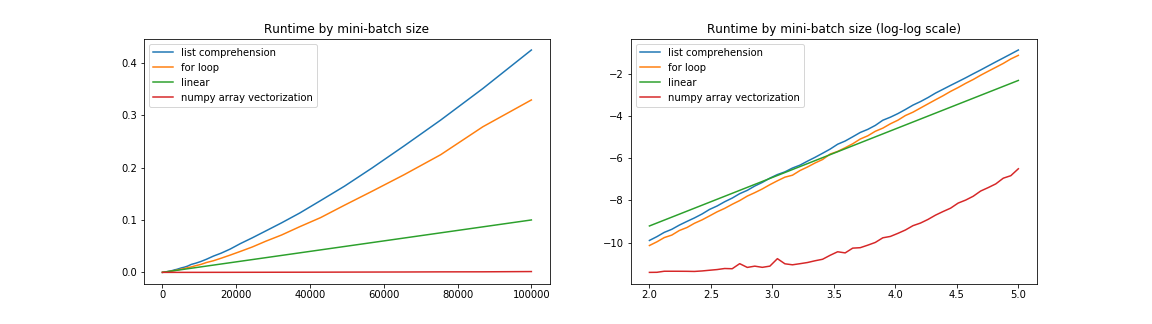 Runtime by mini-batch size
list comprehension
for loop
linear
numpy array vectorization
0.4
0.3
0.2
0.1
0.0
0
20000
40000
60000
80000
100000
Runtime by mini-batch size (log-log scale)
list comprehension
for loop
linear
numpy array vectorization
−2
−4
−6
−8
−10
2.0
2.5
3.0
3.5
4.0
4.5
5.0